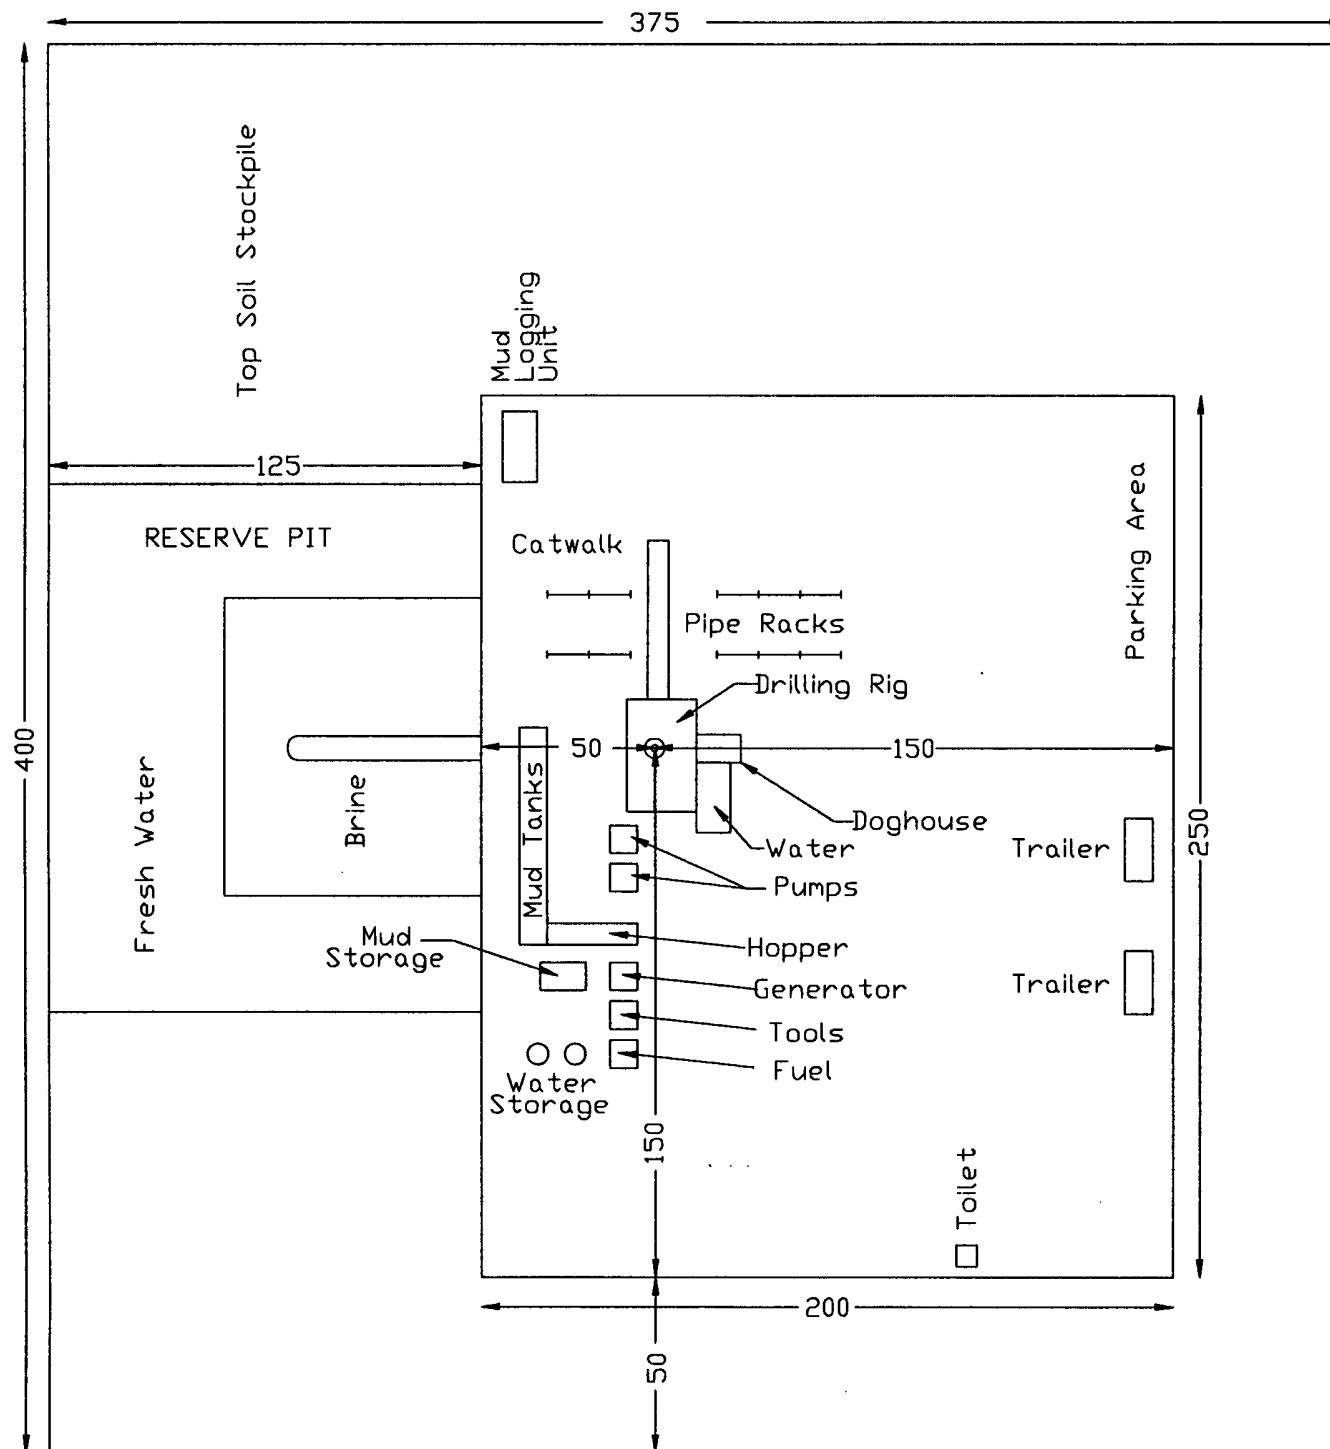 375
Top Soil Stockpile
Mud
Logging
Unit
125
RESERVE PIT
Catwalk
Parking Area
Pipe Racks
Drilling Rig
400
50
150
Fresh Water
Brine
Mud Tanks
Doghouse
Water
250
Trailer
Pumps
Mud
Storage
Hopper
Generator
Trailer
Tools
Fuel
Water
Storage
150
Toilet
200
50